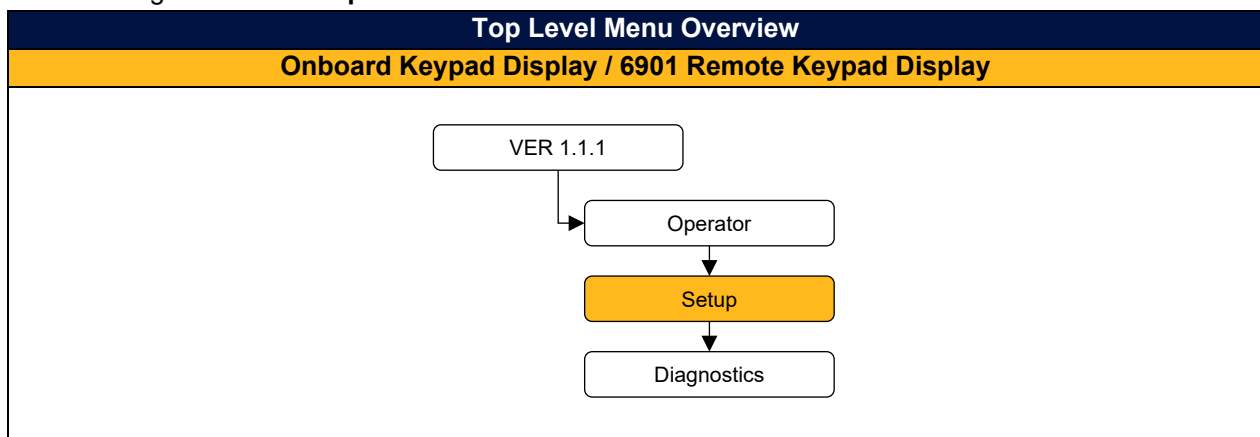 Top Level Menu Overview
Onboard Keypad Display / 6901 Remote Keypad Display
VER 1.1.1
Operator
Setup
Diagnostics